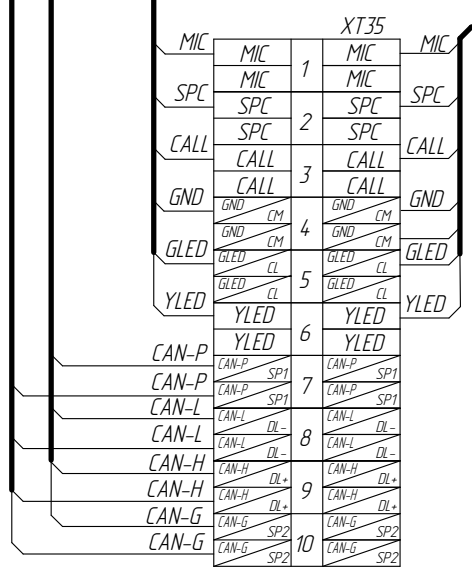 XT35
MIC MIC MIC MIC
MIC 1 MIC
SPC SPC SPC SPC
SPC 2 SPC
CALL CALL CALL CALL
CALL 3 CALL
GND GND CM GND CM GND
GND CM 4 GND CM
GLED GLED CL GLED CL GLED
GLED CL 5 GLED CL
YLED YLED YLED YLED
YLED 6 YLED
CAN-P CAN-P SP1 CAN-P SP1
CAN-P CAN-P SP1 7 CAN-P SP1
CAN-L CAN-L DL- CAN-L DL-
CAN-L CAN-L DL- 8 CAN-L DL-
CAN-H CAN-H DL+ CAN-H DL+
CAN-H CAN-H DL+ 9 CAN-H DL+
CAN-G CAN-G SP2 CAN-G SP2
CAN-G CAN-G SP2 10 CAN-G SP2